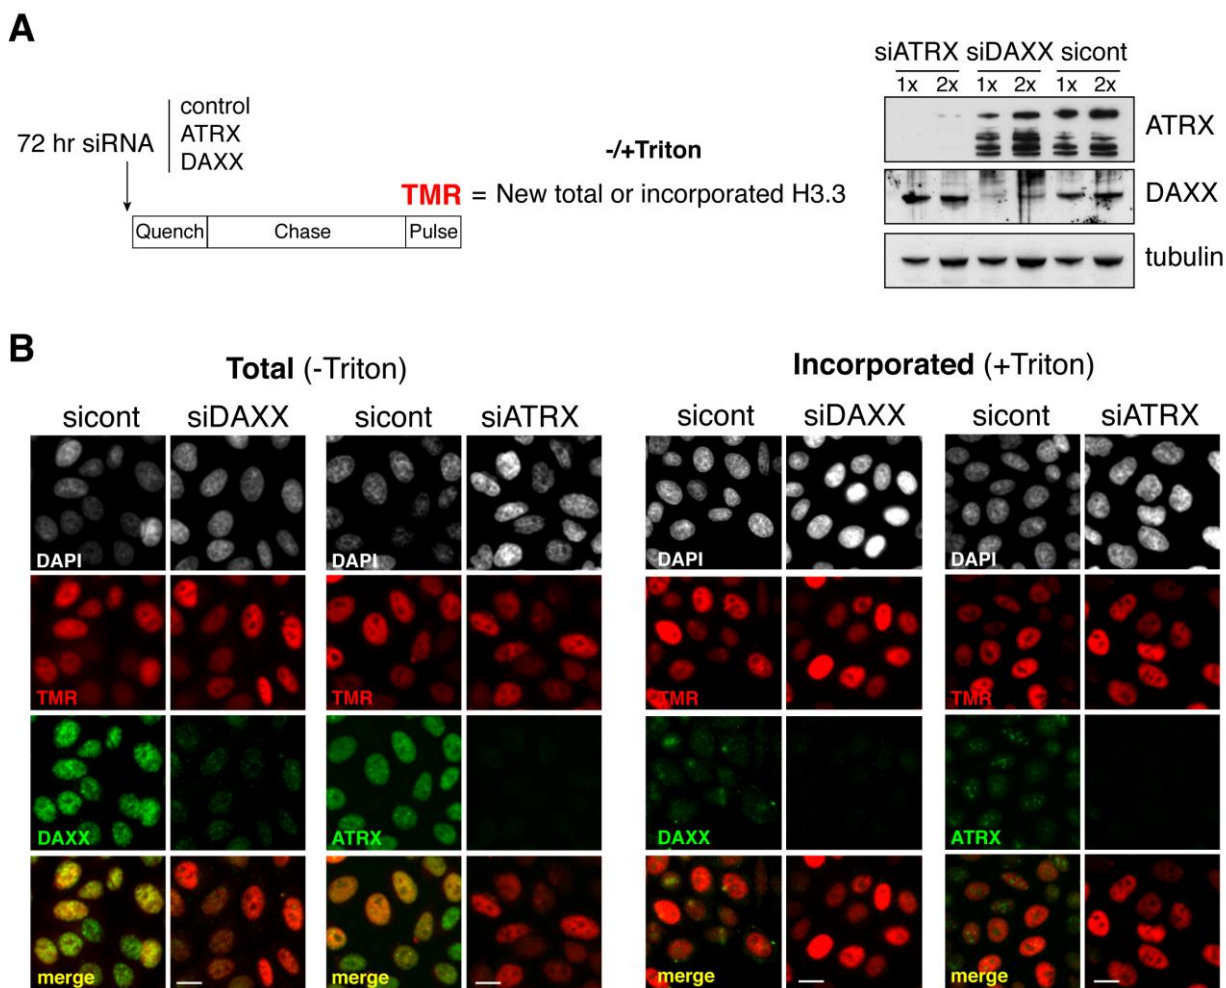 A
control
72 hr siRNA ATRX
DAXX
-/+Triton
TMR = New total or incorporated H3.3
Quench Chase Pulse
siATRX siDAXX sicont
1x 2x 1x 2x 1x 2x
ATRX
DAXX
tubulin
B
Total (-Triton) Incorporated (+Triton)
sicont siDAXX sicont siATRX sicont siDAXX sicont siATRX
DAPI DAPI DAPI DAPI
TMR TMR TMR TMR
DAXX ATRX DAXX ATRX
merge merge merge merge